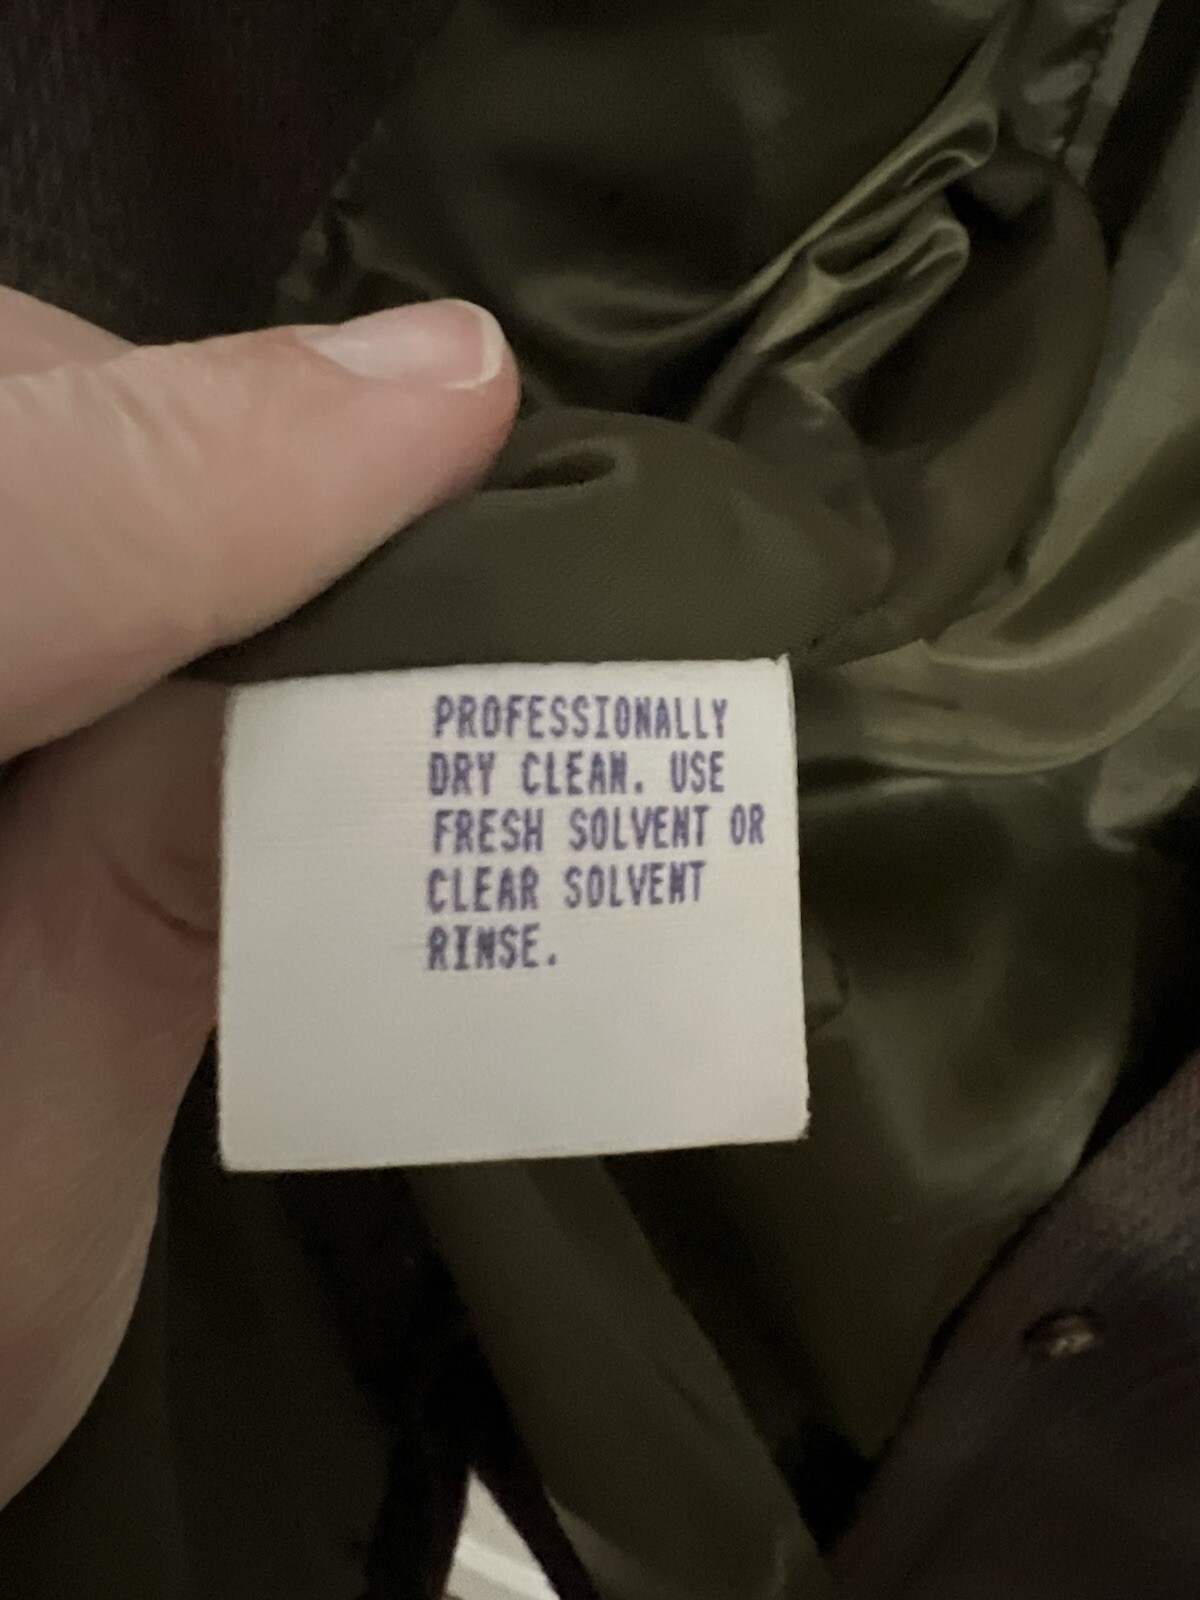 PROFESSIONALLY
DRY CLEAN. USE
FRESH SOLVENT OR
CLEAR SOLVENT
RINSE.